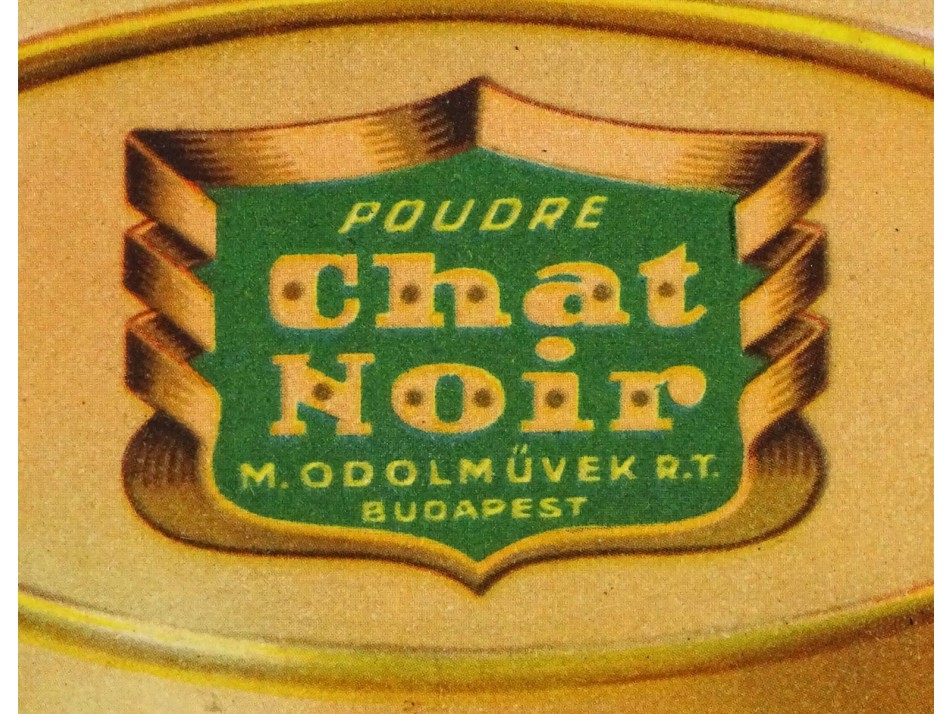 POUDRE
Chat
Noir
M. ODOLMŰVEK R.T.
BUDAPEST